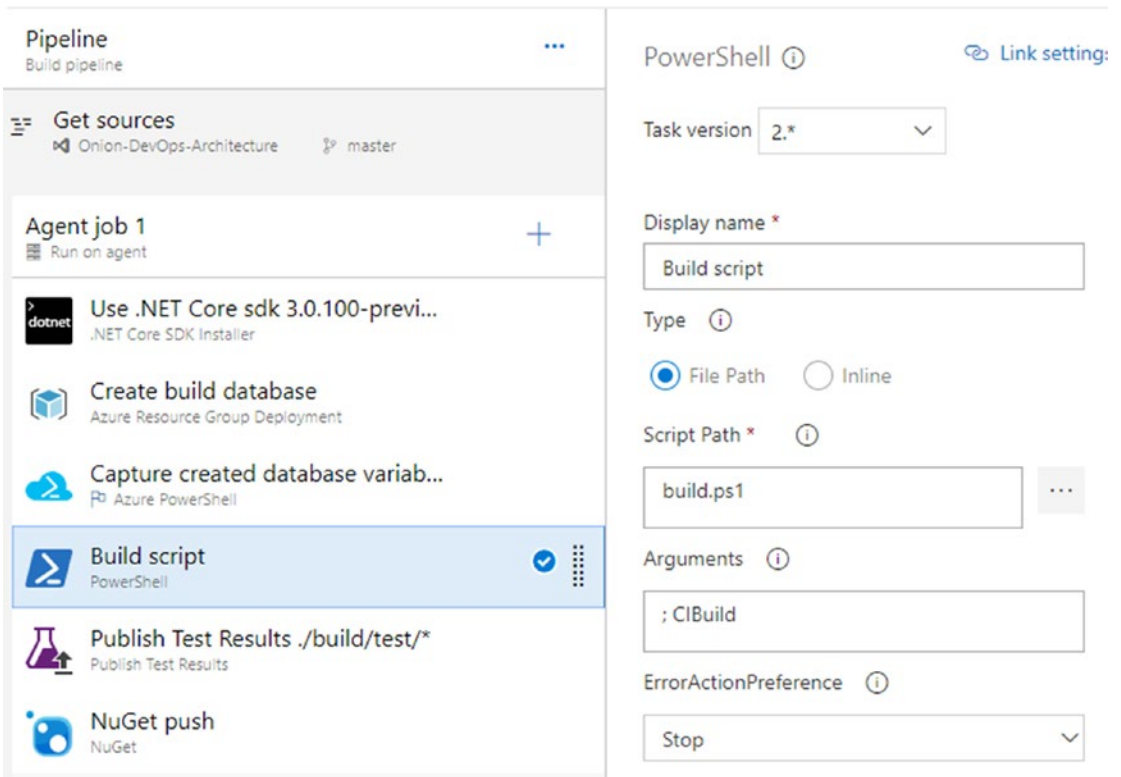 Pipeline
Build pipeline
Get sources
Onion-DevOps-Architecture master
Agent job 1
Run on agent
dotnet
Use .NET Core sdk 3.0.100-previ...
.NET Core SDK Installer
Create build database
Azure Resource Group Deployment
Capture created database variab...
Azure PowerShell
Build script
PowerShell
Publish Test Results ./build/test/*
Publish Test Results
NuGet push
NuGet
PowerShell
Link settings
Task version 2.*
Display name *
Build script
Type
File Path Inline
Script Path *
build.ps1
...
Arguments
; CIBuild
ErrorActionPreference
Stop